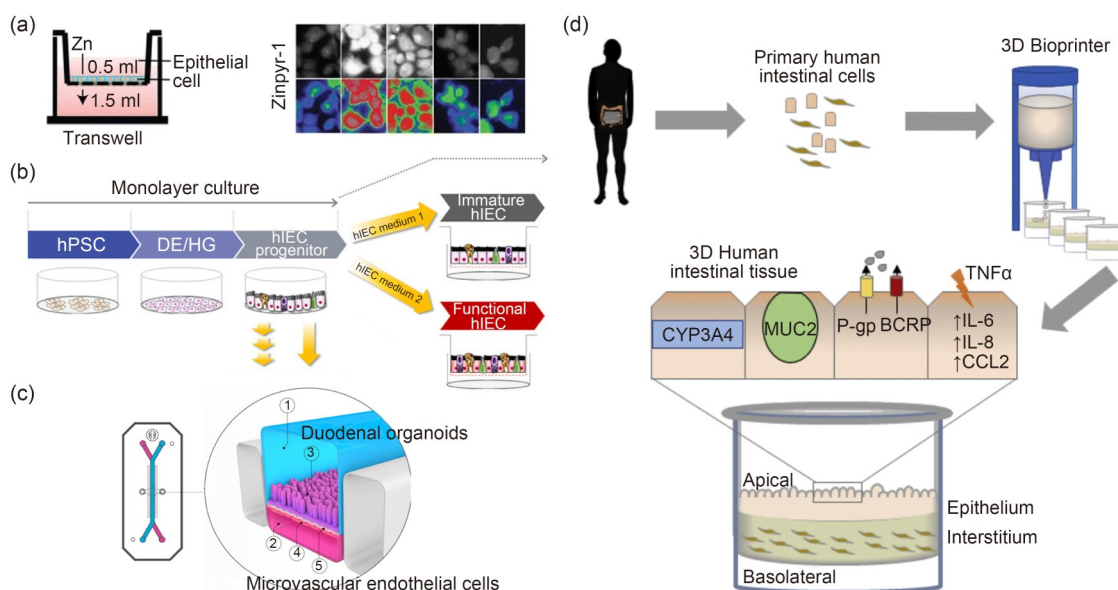 (a)
Zn
0.5 ml
Epithelial
cell
1.5 ml
Transwell
Zinpyr-1
(b)
Monolayer culture
hPSC
DE/HG
hIEC
progenitor
hIEC medium 1
hIEC medium 2
Immature
hIEC
Functional
hIEC
(c)
1
Duodenal organoids
3
2
4
5
Microvascular endothelial cells
(d)
Primary human
intestinal cells
3D Bioprinter
3D Human
intestinal tissue
CYP3A4
MUC2
P-gp BCRP
TNFα
↑IL-6
↑IL-8
↑CCL2
Apical
Epithelium
Interstitium
Basolateral